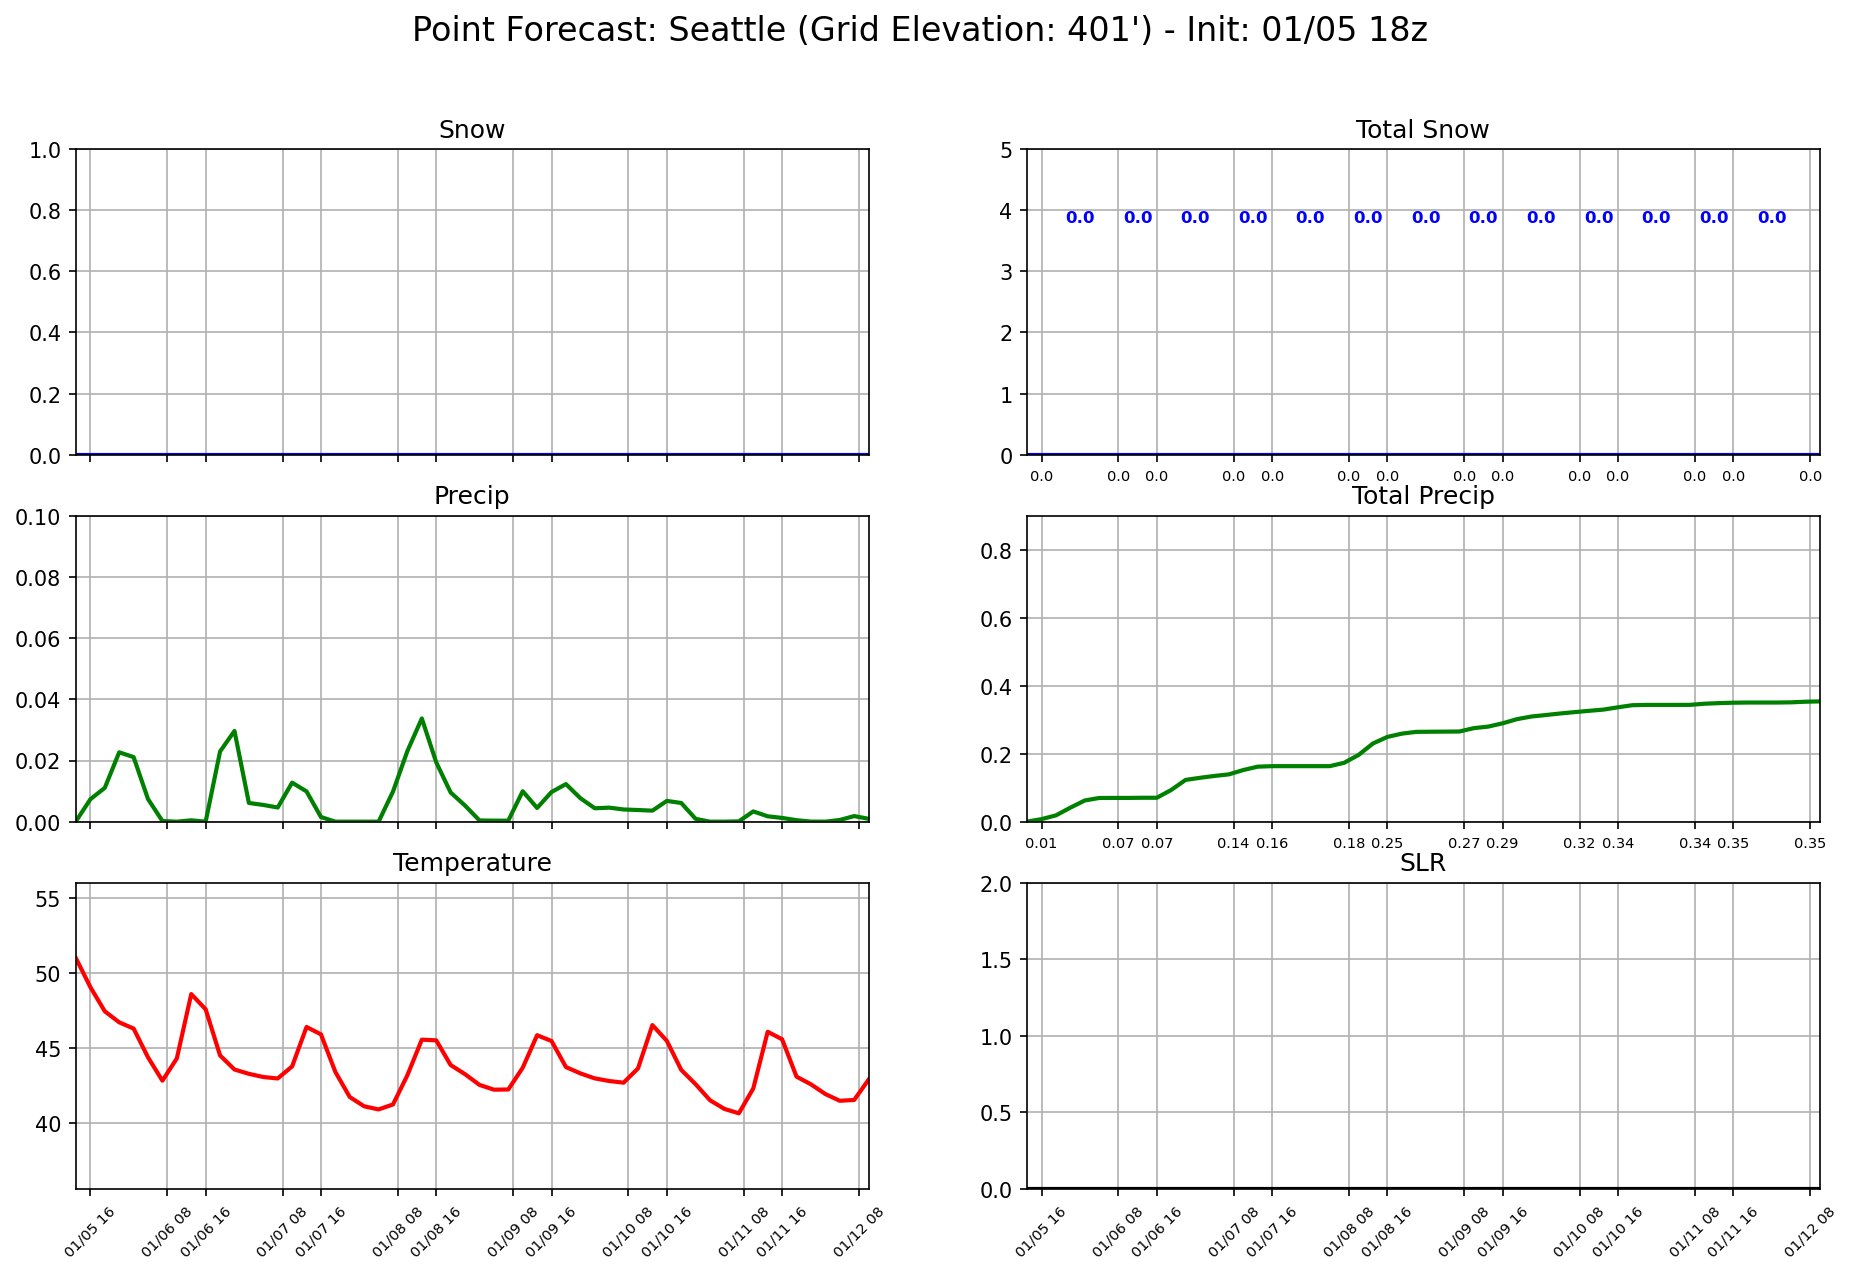 Point Forecast: Seattle (Grid Elevation: 401') - Init: 01/05 18z
Snow
1.0
0.8
0.6
0.4
0.2
0.0
Total Snow
5
4
3
2
1
0
0.0 0.0 0.0 0.0 0.0 0.0 0.0 0.0 0.0 0.0 0.0 0.0 0.0
0.0 0.0 0.0 0.0 0.0 0.0 0.0 0.0 0.0 0.0 0.0 0.0 0.0 0.0
Precip
0.10
0.08
0.06
0.04
0.02
0.00
Total Precip
0.8
0.6
0.4
0.2
0.0
0.01 0.07 0.07 0.14 0.16 0.18 0.25 0.27 0.29 0.32 0.34 0.34 0.35 0.35
Temperature
55
50
45
40
01/05 16 01/06 08 01/06 16 01/07 08 01/07 16 01/08 08 01/08 16 01/09 08 01/09 16 01/10 08 01/10 16 01/11 08 01/11 16 01/12 08
SLR
2.0
1.5
1.0
0.5
0.0
01/05 16 01/06 08 01/06 16 01/07 08 01/07 16 01/08 08 01/08 16 01/09 08 01/09 16 01/10 08 01/10 16 01/11 08 01/11 16 01/12 08